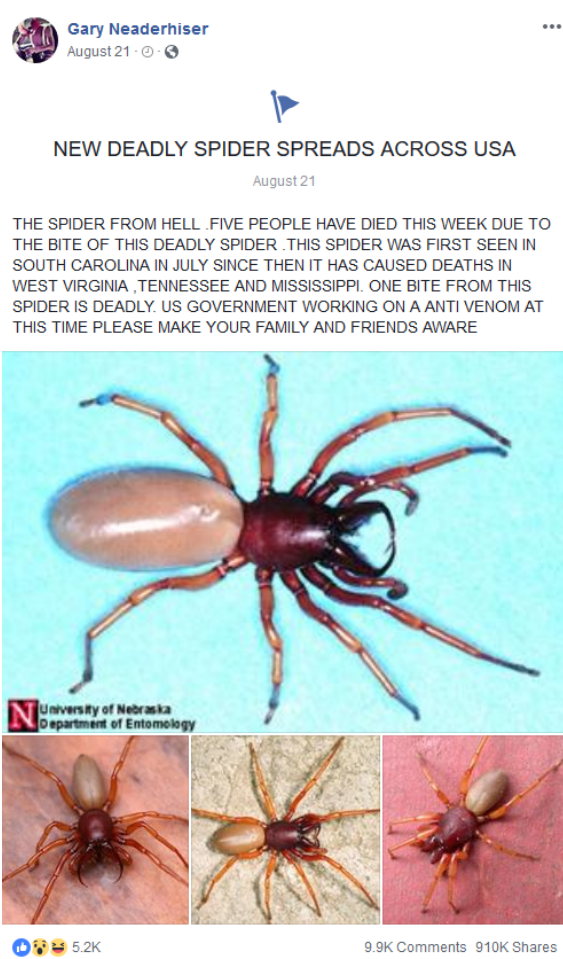 Gary Neaderhiser
August 21
NEW DEADLY SPIDER SPREADS ACROSS USA
August 21
THE SPIDER FROM HELL .FIVE PEOPLE HAVE DIED THIS WEEK DUE TO
THE BITE OF THIS DEADLY SPIDER .THIS SPIDER WAS FIRST SEEN IN
SOUTH CAROLINA IN JULY SINCE THEN IT HAS CAUSED DEATHS IN
WEST VIRGINIA ,TENNESSEE AND MISSISSIPPI. ONE BITE FROM THIS
SPIDER IS DEADLY. US GOVERNMENT WORKING ON A ANTI VENOM AT
THIS TIME PLEASE MAKE YOUR FAMILY AND FRIENDS AWARE
N University of Nebraska
Department of Entomology
5.2K 9.9K Comments 910K Shares